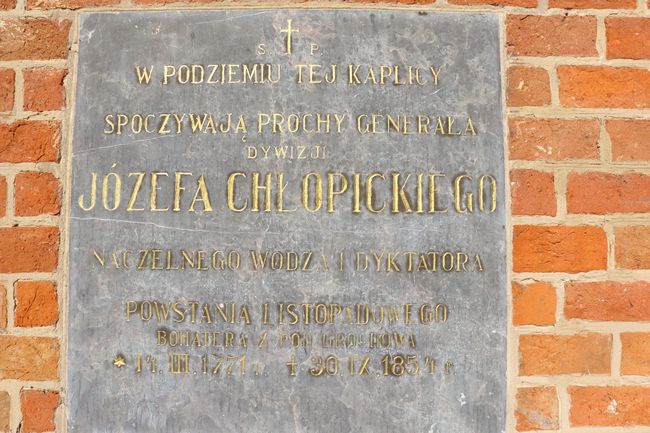 Ś. † P.
W PODZIEMIU TEJ KAPLICY
SPOCZYWAJĄ PROCHY GENERAŁA
DYWIZJI
JÓZEFA CHŁOPICKIEGO
NACZELNEGO WODZA I DYKTATORA
POWSTANIA LISTOPADOWEGO
BOHATERA Z POD GROCHOWA
* 14.III.1771 r. † 30.IX.1854 r.